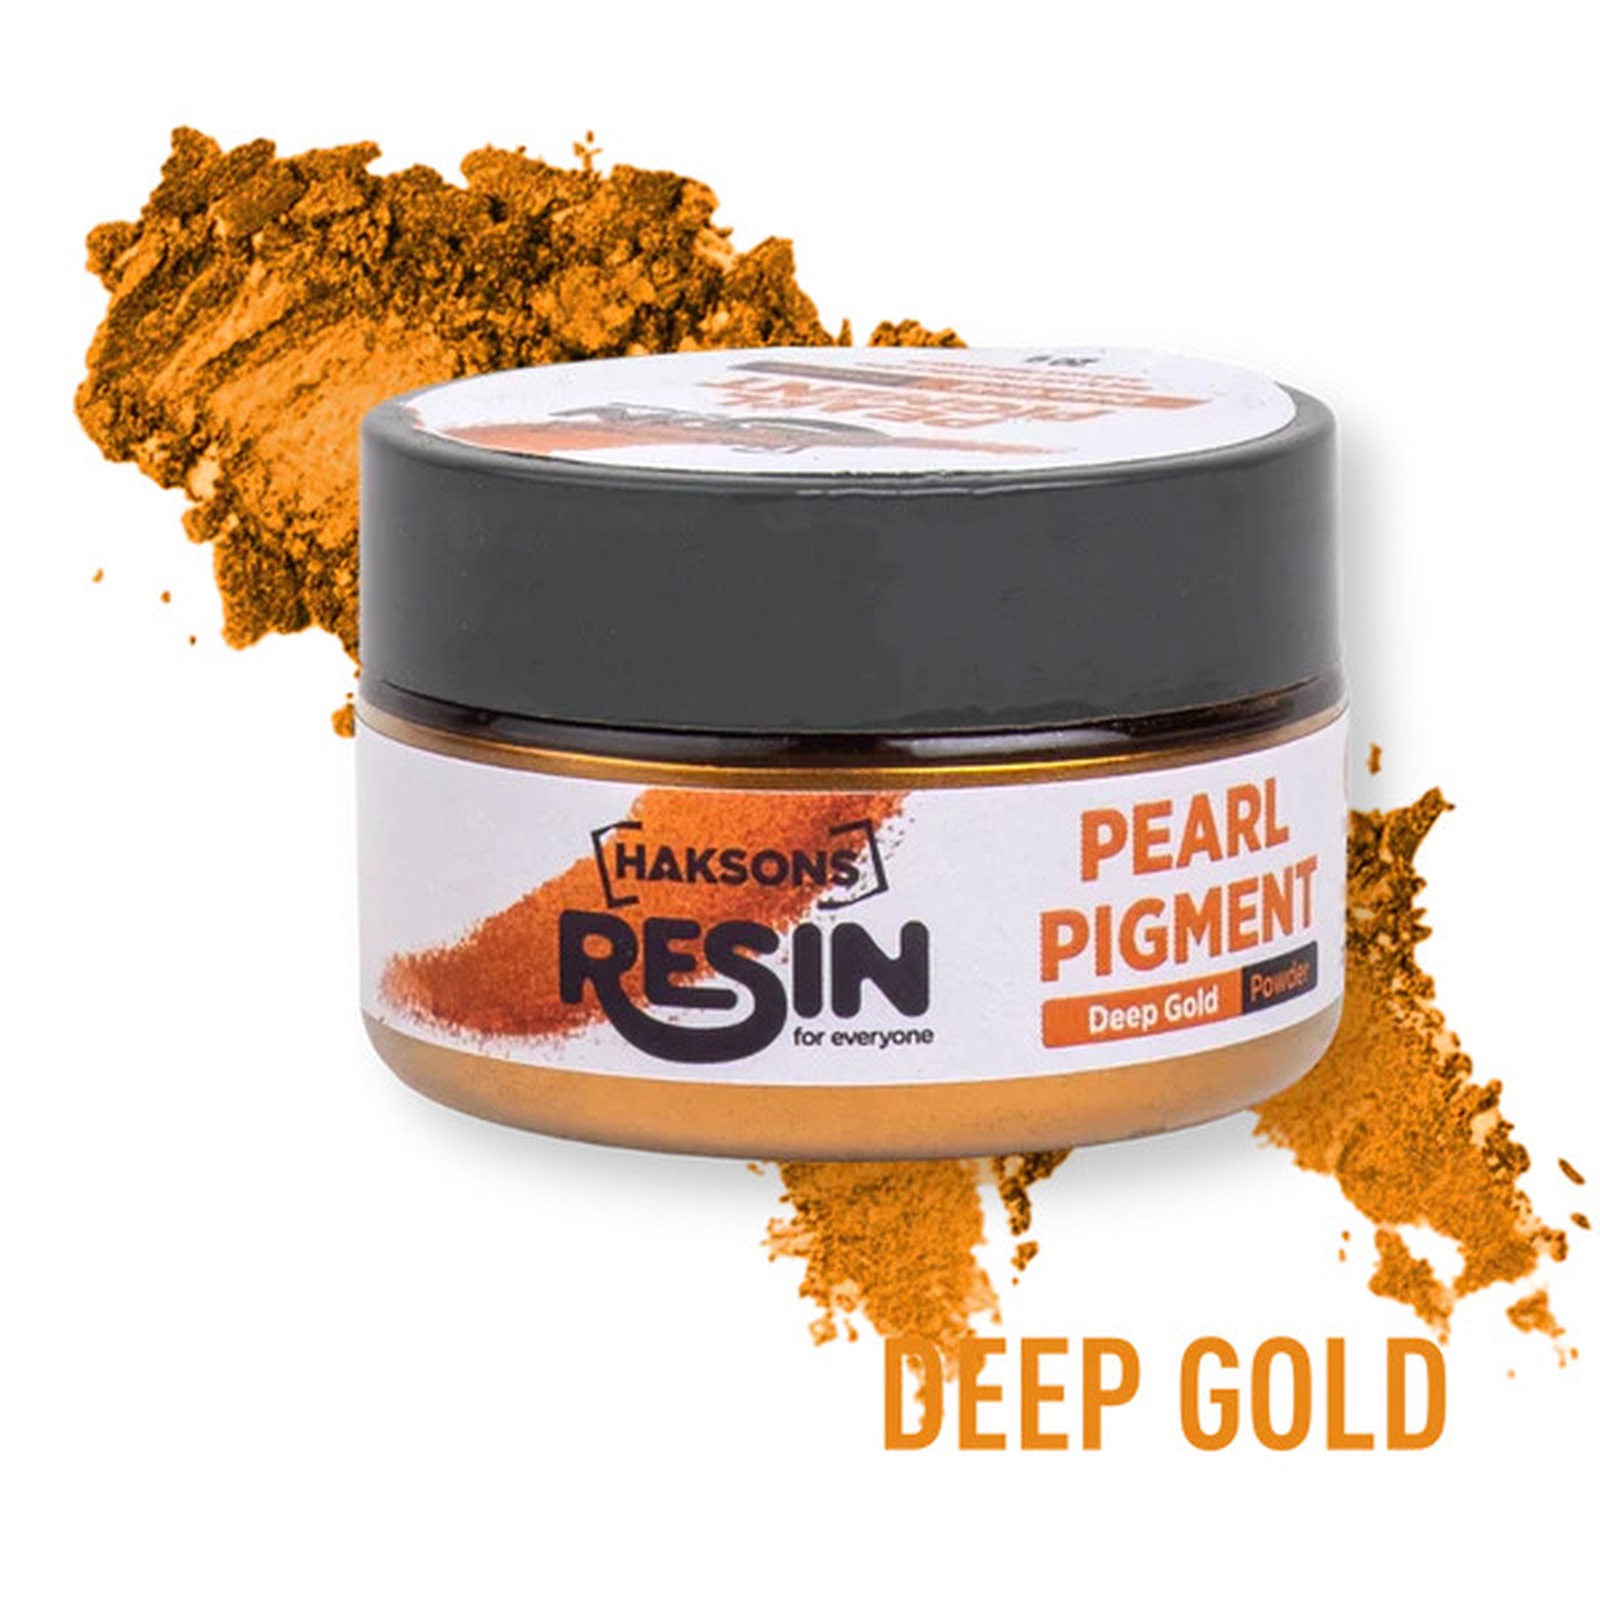 HAKSONS
RESIN
for everyone
PEARL
PIGMENT
Deep Gold Powder
DEEP GOLD